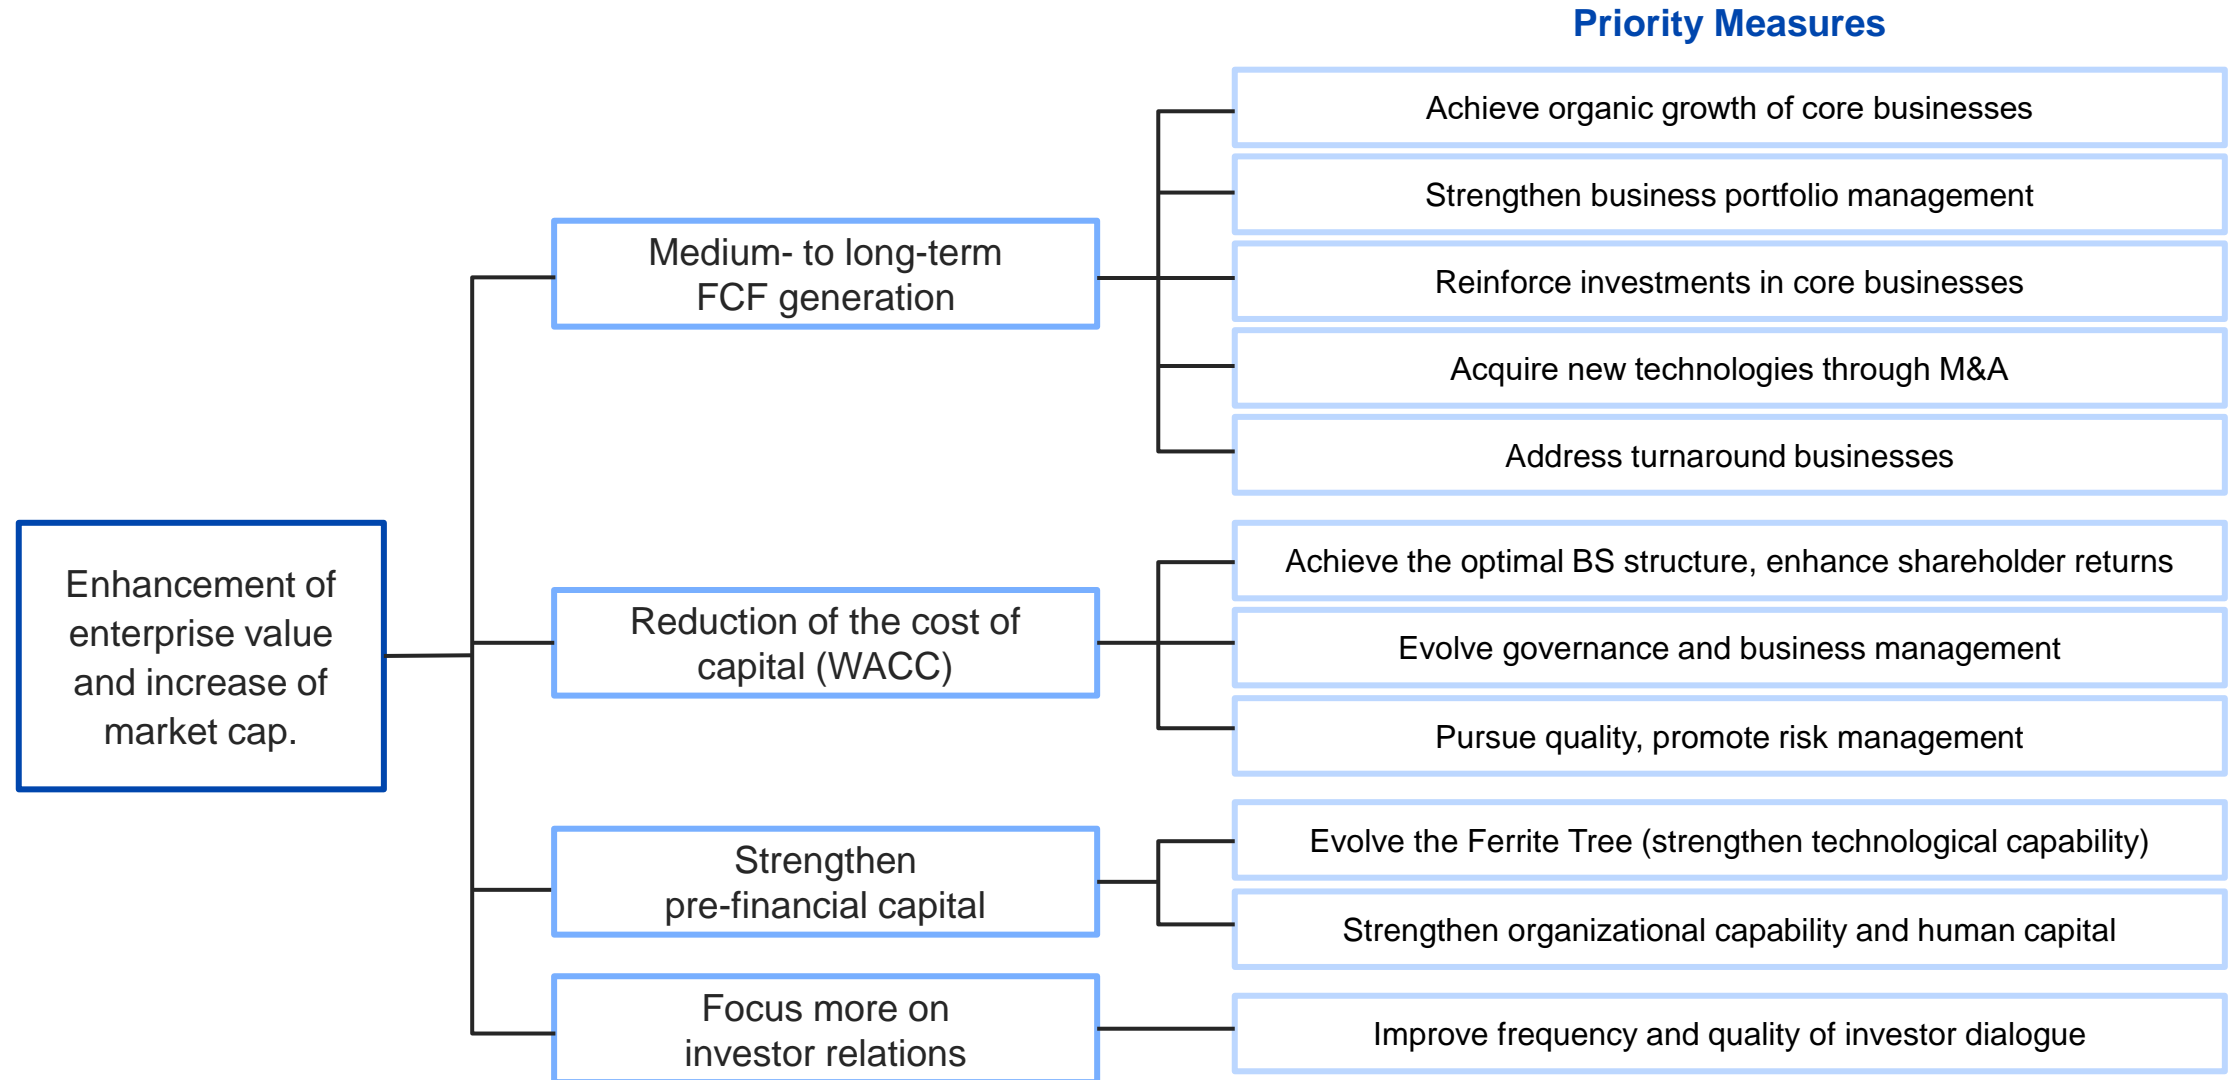 Priority Measures
Enhancement of
enterprise value
and increase of
market cap.
Medium- to long-term
FCF generation
Achieve organic growth of core businesses
Strengthen business portfolio management
Reinforce investments in core businesses
Acquire new technologies through M&A
Address turnaround businesses
Reduction of the cost of
capital (WACC)
Achieve the optimal BS structure, enhance shareholder returns
Evolve governance and business management
Pursue quality, promote risk management
Strengthen
pre-financial capital
Evolve the Ferrite Tree (strengthen technological capability)
Strengthen organizational capability and human capital
Focus more on
investor relations
Improve frequency and quality of investor dialogue